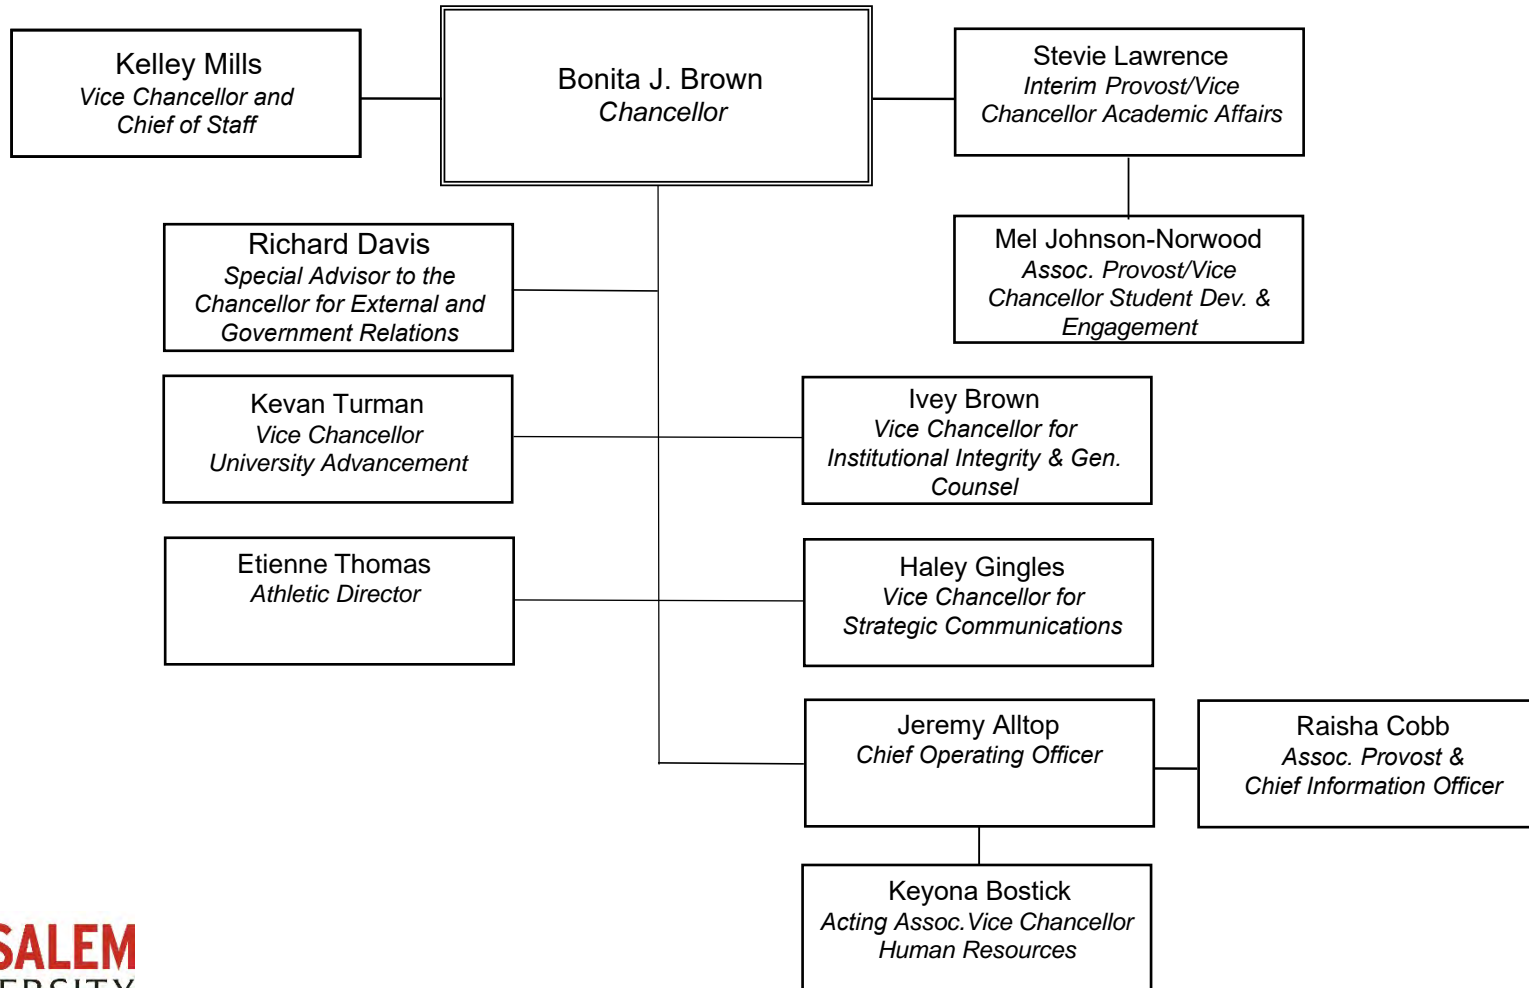 Kelley Mills
Vice Chancellor and
Chief of Staff
Bonita J. Brown
Chancellor
Stevie Lawrence
Interim Provost/Vice
Chancellor Academic Affairs
Mel Johnson-Norwood
Assoc. Provost/Vice
Chancellor Student Dev. &
Engagement
Richard Davis
Special Advisor to the
Chancellor for External and
Government Relations
Kevan Turman
Vice Chancellor
University Advancement
Ivey Brown
Vice Chancellor for
Institutional Integrity & Gen.
Counsel
Etienne Thomas
Athletic Director
Haley Gingles
Vice Chancellor for
Strategic Communications
Jeremy Alltop
Chief Operating Officer
Raisha Cobb
Assoc. Provost &
Chief Information Officer
Keyona Bostick
Acting Assoc.Vice Chancellor
Human Resources
SALEM